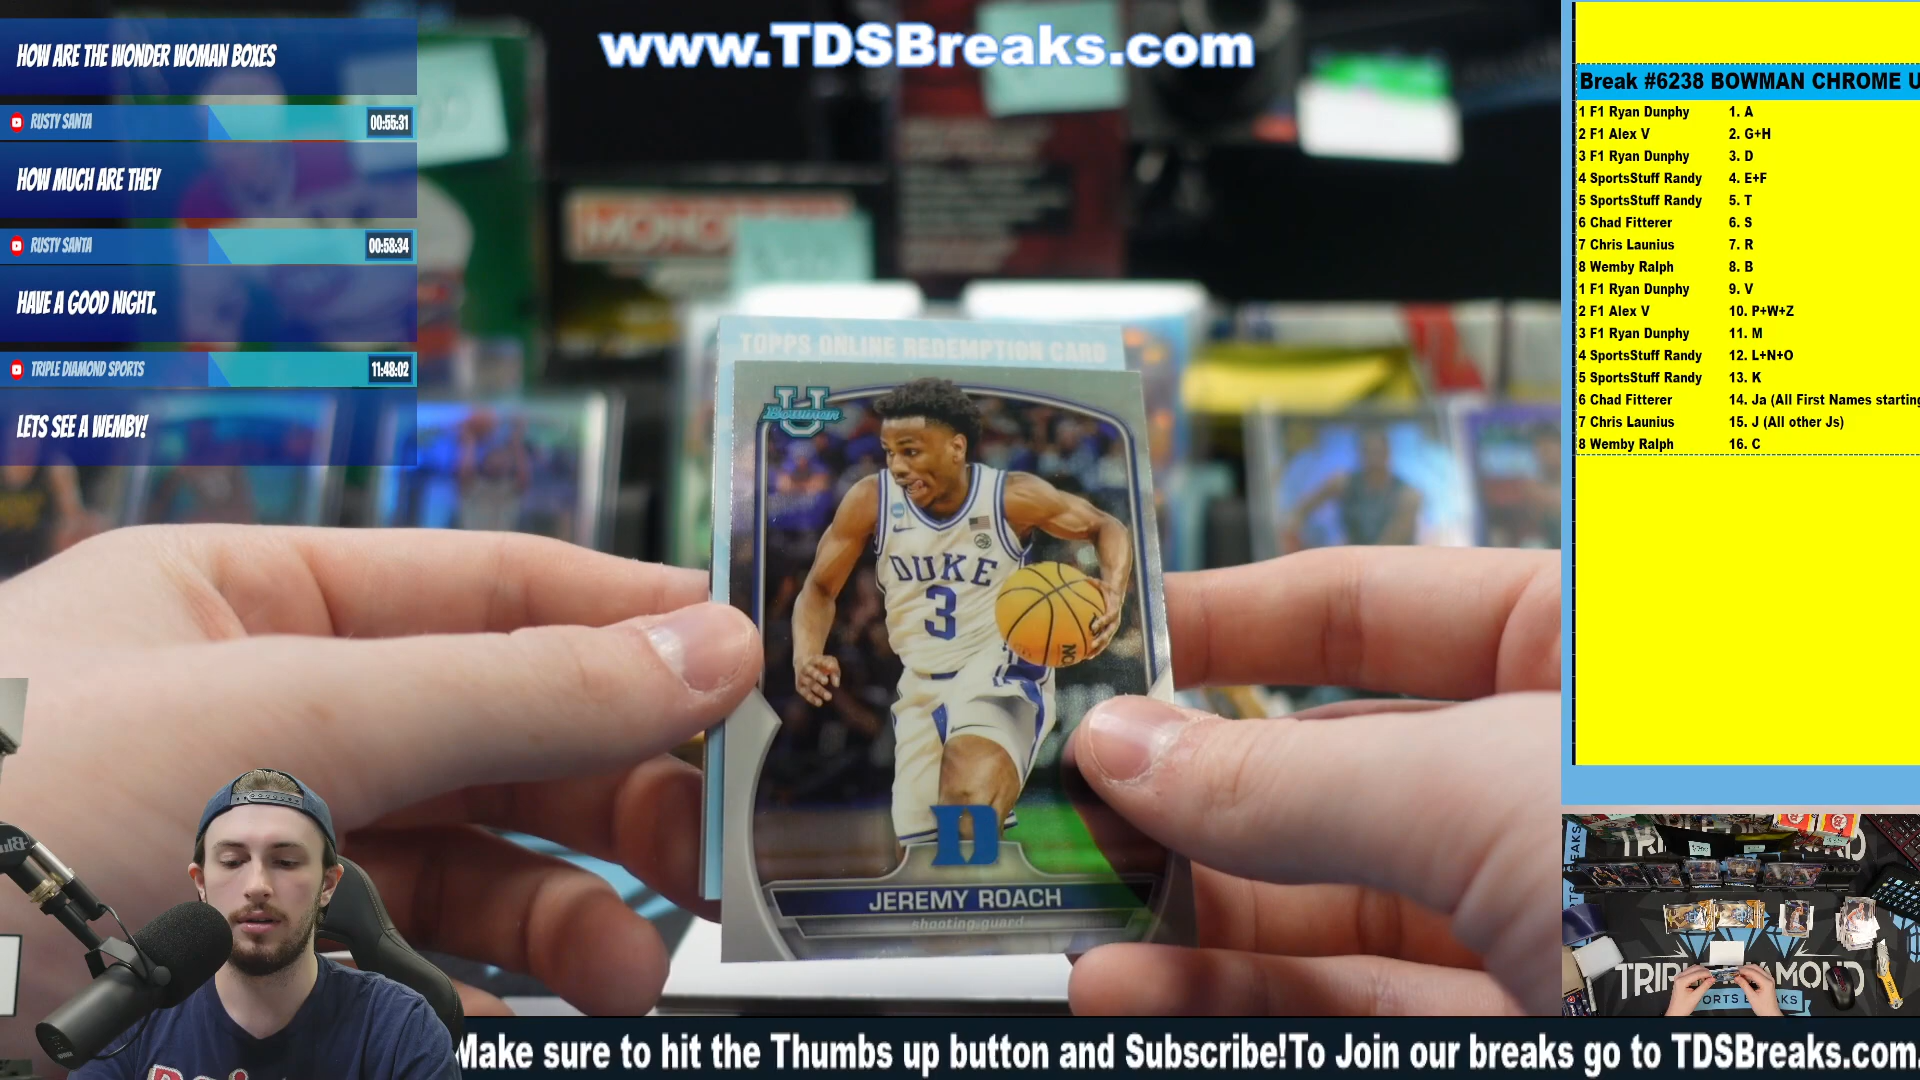 www.TDSBreaks.com
HOW ARE THE WONDER WOMAN BOXES
RUSTY SANTA 00:55:31
HOW MUCH ARE THEY
RUSTY SANTA 00:58:34
HAVE A GOOD NIGHT.
TRIPLE DIAMOND SPORTS 11:48:02
LETS SEE A WEMBY!
TOPPS ONLINE REDEMPTION CARD
U
Bowman
DUKE
3
D
JEREMY ROACH
shooting guard
Break #6238 BOWMAN CHROME U
1 F1 Ryan Dunphy 1. A
2 F1 Alex V 2. G+H
3 F1 Ryan Dunphy 3. D
4 SportsStuff Randy 4. E+F
5 SportsStuff Randy 5. T
6 Chad Fitterer 6. S
7 Chris Launius 7. R
8 Wemby Ralph 8. B
1 F1 Ryan Dunphy 9. V
2 F1 Alex V 10. P+W+Z
3 F1 Ryan Dunphy 11. M
4 SportsStuff Randy 12. L+N+O
5 SportsStuff Randy 13. K
6 Chad Fitterer 14. Ja (All First Names starting
7 Chris Launius 15. J (All other Js)
8 Wemby Ralph 16. C
Make sure to hit the Thumbs up button and Subscribe!To Join our breaks go to TDSBreaks.com